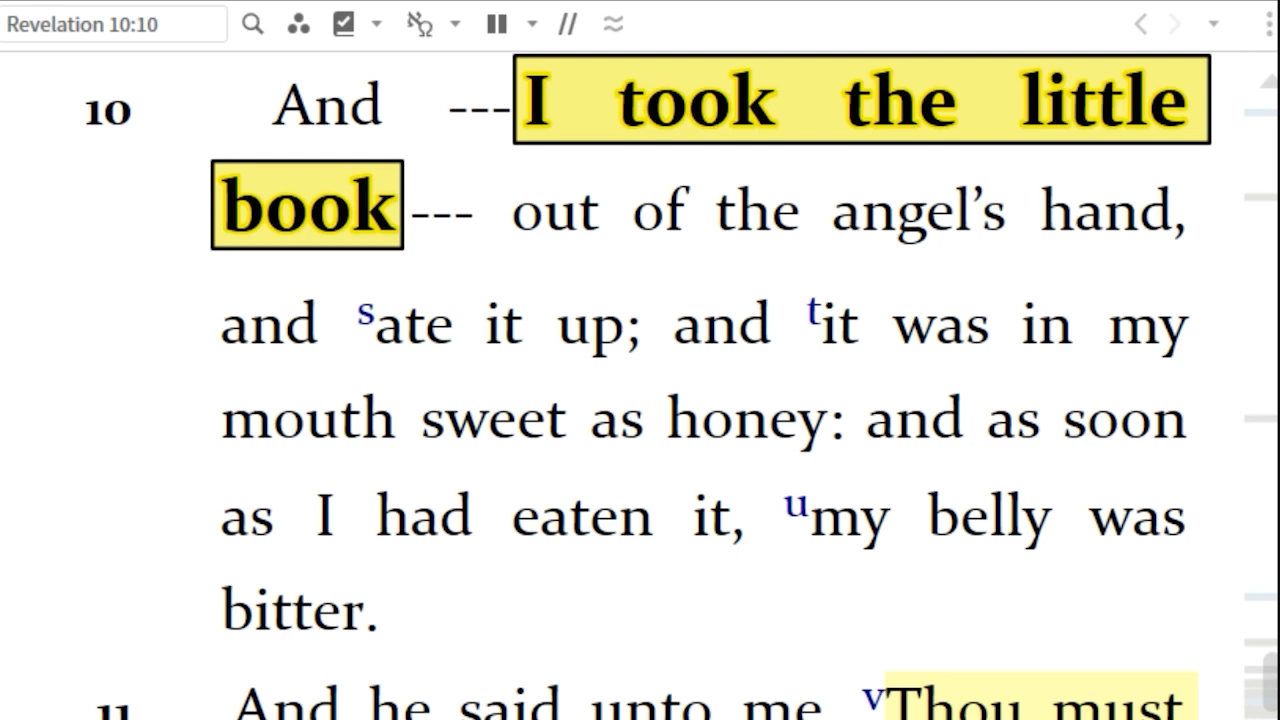 Revelation 10:10
10 And ---I took the little
book--- out of the angel’s hand,
and sate it up; and tit was in my
mouth sweet as honey: and as soon
as I had eaten it, umy belly was
bitter.
11 And he said unto me, vThou must